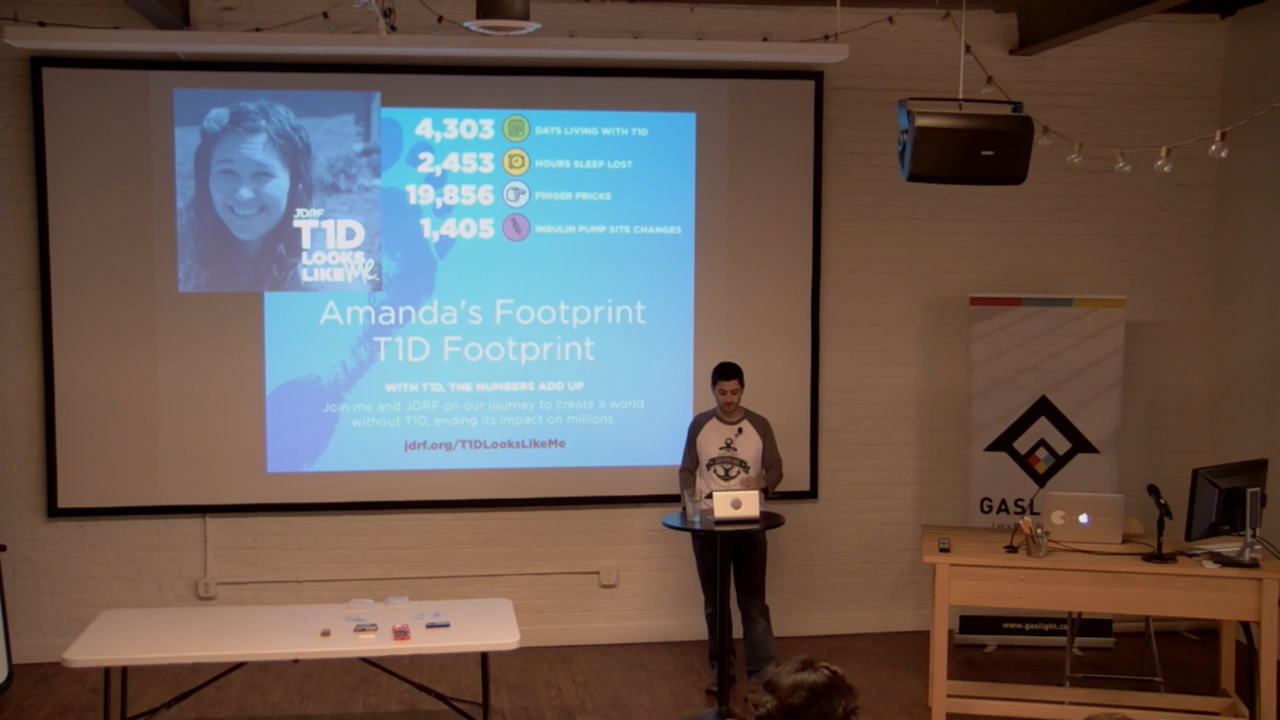 4,303 DAYS LIVING WITH T1D
2,453 HOURS SLEEP LOST
19,856 FINGER PRICKS
1,405 INSULIN PUMP SITE CHANGES
JDRF
T1D
LOOKS
LIKE Me.
Amanda's Footprint
T1D Footprint
WITH T1D, THE NUMBERS ADD UP
Join me and JDRF on our journey to create a world
without T1D, ending its impact on millions.
jdrf.org/T1DLooksLikeMe
GASL
www.gaslight.co